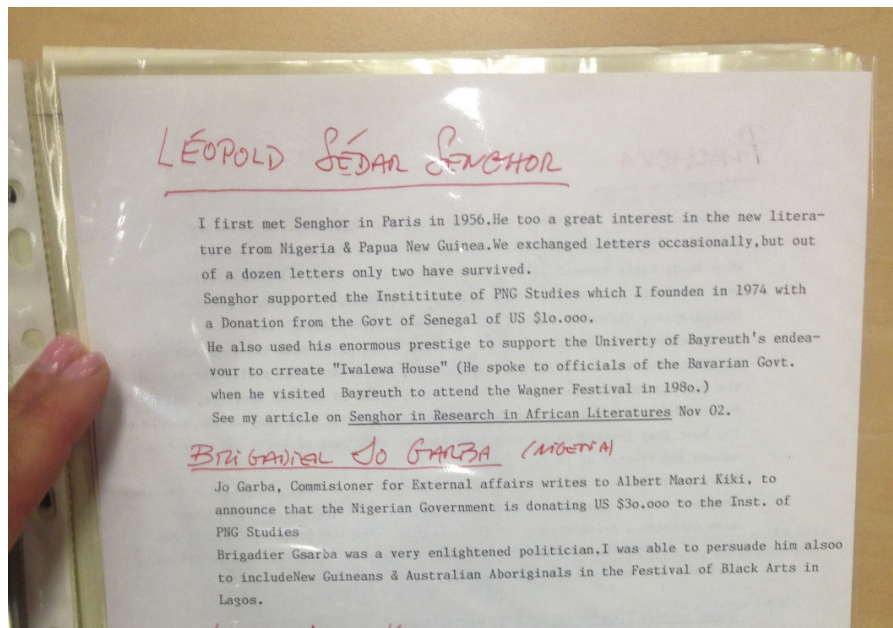 LÉOPOLD SÉDAR SENGHOR
I first met Senghor in Paris in 1956.He too a great interest in the new litera-
ture from Nigeria & Papua New Guinea.We exchanged letters occasionally,but out
of a dozen letters only two have survived.
Senghor supported the Instititute of PNG Studies which I founden in 1974 with
a Donation from the Govt of Senegal of US $1o.ooo.
He also used his enormous prestige to support the Univerty of Bayreuth's endea-
vour to crreate "Iwalewa House" (He spoke to officials of the Bavarian Govt.
when he visited Bayreuth to attend the Wagner Festival in 198o.)
See my article on Senghor in Research in African Literatures Nov 02.
BRIGADIER JO GARBA (NIGERIA)
Jo Garba, Commisioner for External affairs writes to Albert Maori Kiki, to
announce that the Nigerian Government is donating US $3o.ooo to the Inst. of
PNG Studies
Brigadier Gsarba was a very enlightened politician.I was able to persuade him alsoo
to includeNew Guineans & Australian Aboriginals in the Festival of Black Arts in
Lagos.